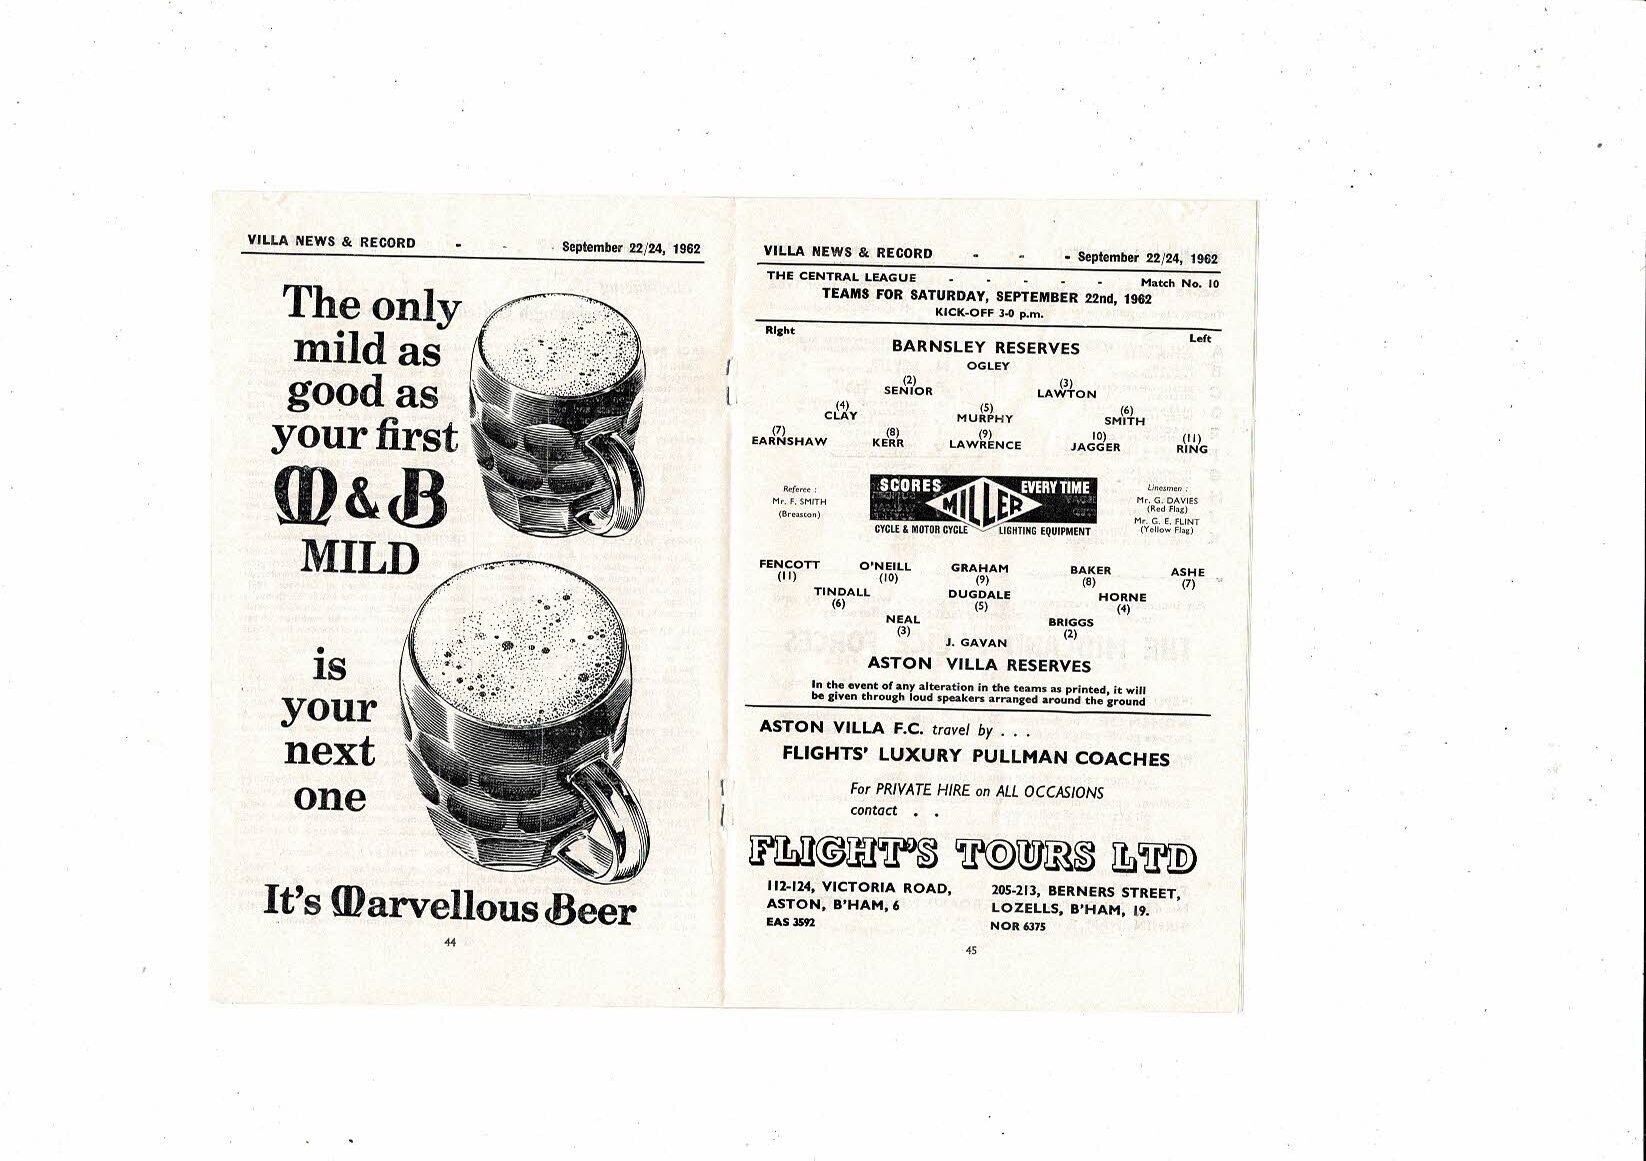 VILLA NEWS & RECORD - - - September 22/24, 1962
The only
mild as
good as
your first
M & B
MILD
is
your
next
one
It's Marvellous Beer
44
VILLA NEWS & RECORD - - - September 22/24, 1962
THE CENTRAL LEAGUE - - - - - Match No. 10
TEAMS FOR SATURDAY, SEPTEMBER 22nd, 1962
KICK-OFF 3-0 p.m.
Right Left
BARNSLEY RESERVES
OGLEY
(2) (3)
SENIOR LAWTON
(4) (5) (6)
CLAY MURPHY SMITH
(7) (8) (9) 10) (11)
EARNSHAW KERR LAWRENCE JAGGER RING
Referee :
Mr. F. SMITH
(Breaston)
SCORES MILLER EVERY TIME
CYCLE & MOTOR CYCLE LIGHTING EQUIPMENT
Linesmen :
Mr. G. DAVIES
(Red Flag)
Mr. G. E. FLINT
(Yellow Flag)
FENCOTT O'NEILL GRAHAM BAKER ASHE
(11) (10) (9) (8) (7)
TINDALL DUGDALE HORNE
(6) (5) (4)
NEAL BRIGGS
(3) (2)
J. GAVAN
ASTON VILLA RESERVES
In the event of any alteration in the teams as printed, it will
be given through loud speakers arranged around the ground
ASTON VILLA F.C. travel by . . .
FLIGHTS' LUXURY PULLMAN COACHES
For PRIVATE HIRE on ALL OCCASIONS
contact . .
FLIGHT'S TOURS LTD
112-124, VICTORIA ROAD, 205-213, BERNERS STREET,
ASTON, B'HAM, 6 LOZELLS, B'HAM, 19.
EAS 3592 NOR 6375
45